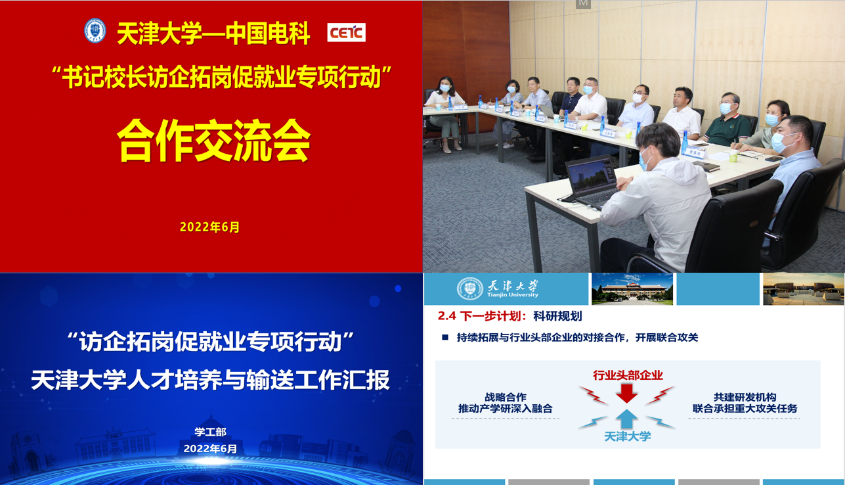 天津大学—中国电科 CETC
“书记校长访企拓岗促就业专项行动”
合作交流会
2022年6月
M
“访企拓岗促就业专项行动”
天津大学人才培养与输送工作汇报
学工部
2022年6月
天津大学
Tianjin University
2.4 下一步计划：科研规划
■ 持续拓展与行业头部企业的对接合作，开展联合攻关
行业头部企业
战略合作
推动产学研深入融合
共建研发机构
联合承担重大攻关任务
天津大学